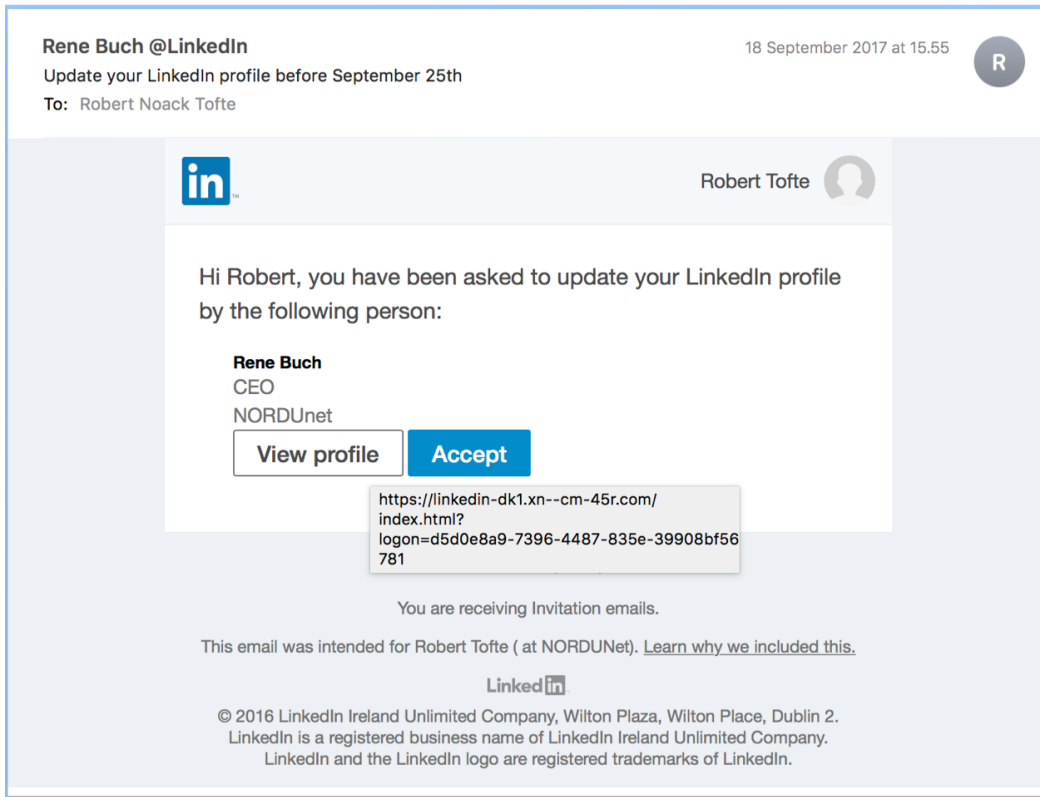 Rene Buch @LinkedIn
18 September 2017 at 15.55
R
Update your LinkedIn profile before September 25th
To: Robert Noack Tofte
in
Robert Tofte
Hi Robert, you have been asked to update your LinkedIn profile
by the following person:
Rene Buch
CEO
NORDUnet
View profile
Accept
https://linkedin-dk1.xn--cm-45r.com/
index.html?
logon=d5d0e8a9-7396-4487-835e-39908bf56
781
You are receiving Invitation emails.
This email was intended for Robert Tofte ( at NORDUNet). Learn why we included this.
Linked in
© 2016 LinkedIn Ireland Unlimited Company, Wilton Plaza, Wilton Place, Dublin 2.
LinkedIn is a registered business name of LinkedIn Ireland Unlimited Company.
LinkedIn and the LinkedIn logo are registered trademarks of LinkedIn.